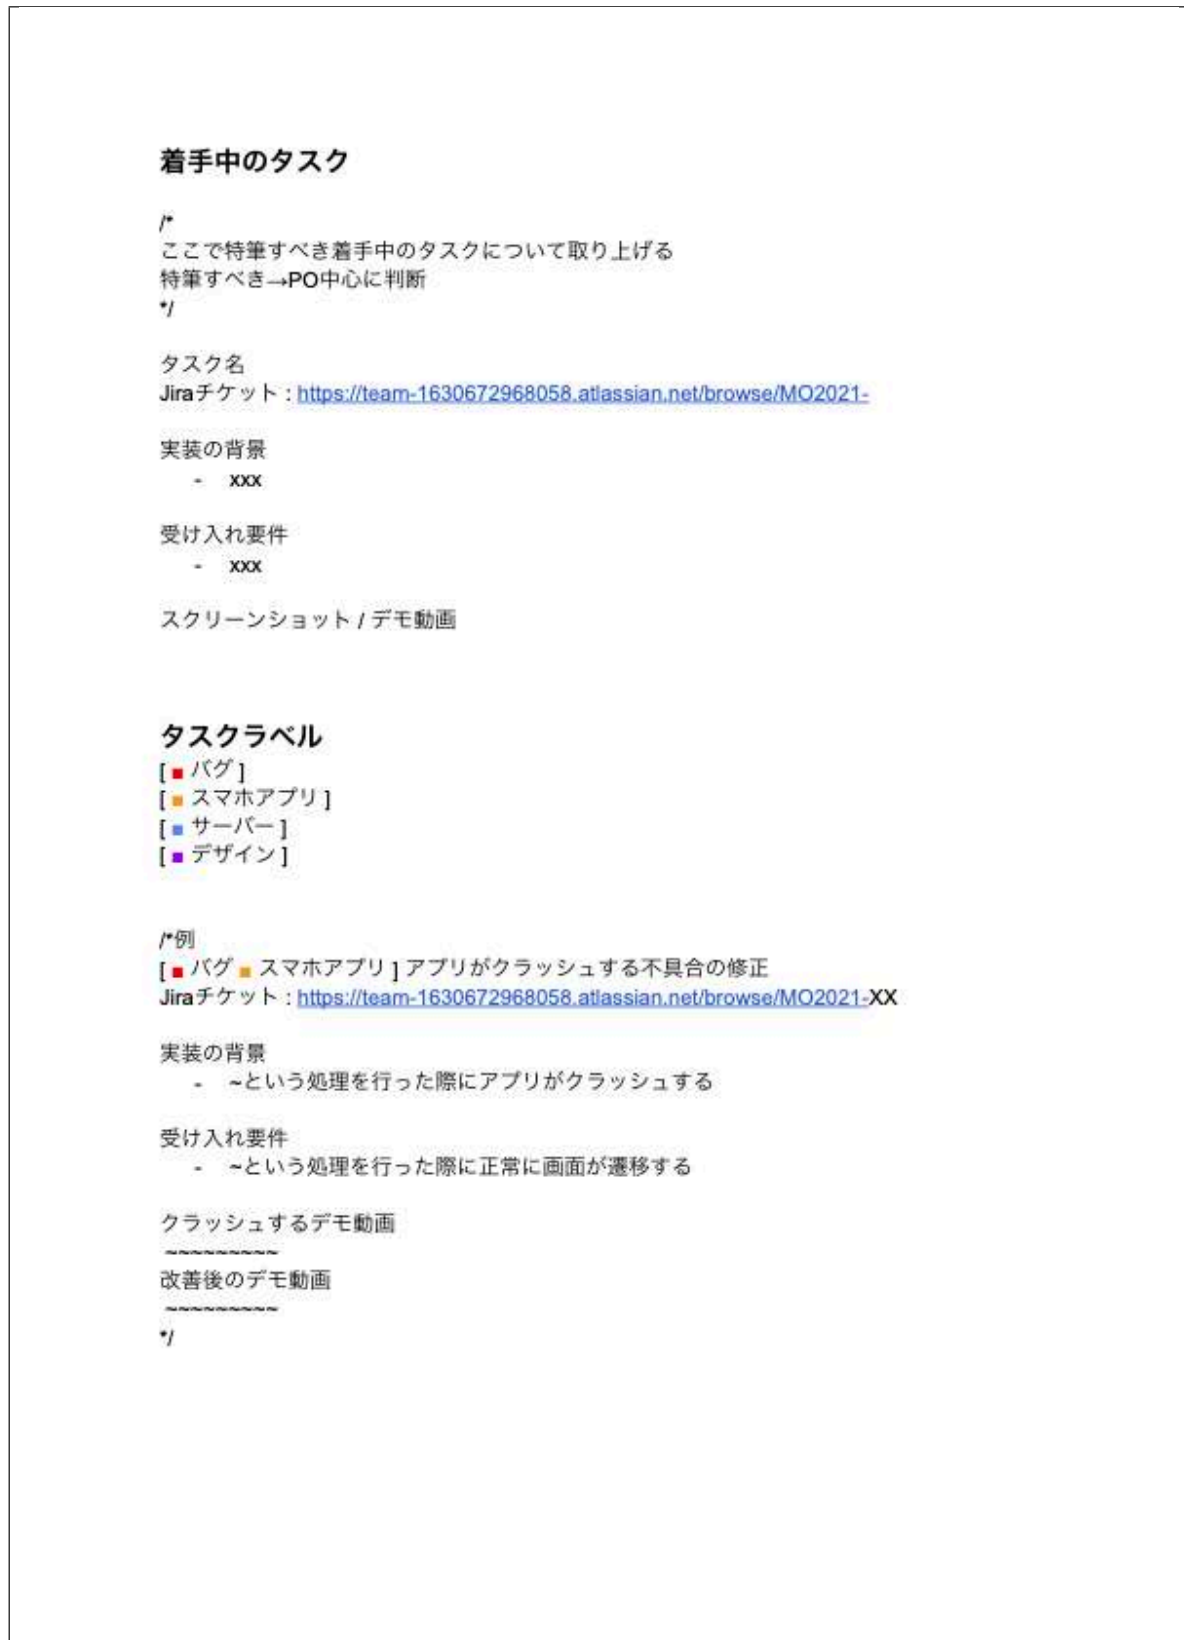 着手中のタスク
/*
ここで特筆すべき着手中のタスクについて取り上げる
特筆すべき→PO中心に判断
*/
タスク名
Jiraチケット : https://team-1630672968058.atlassian.net/browse/MO2021-
実装の背景
- xxx
受け入れ要件
- xxx
スクリーンショット / デモ動画
タスクラベル
[ ■ バグ ]
[ ■ スマホアプリ ]
[ ■ サーバー ]
[ ■ デザイン ]
/*例
[ ■ バグ ■ スマホアプリ ] アプリがクラッシュする不具合の修正
Jiraチケット : https://team-1630672968058.atlassian.net/browse/MO2021-XX
実装の背景
- ~という処理を行った際にアプリがクラッシュする
受け入れ要件
- ~という処理を行った際に正常に画面が遷移する
クラッシュするデモ動画
~~~~~~~~~
改善後のデモ動画
~~~~~~~~~
*/